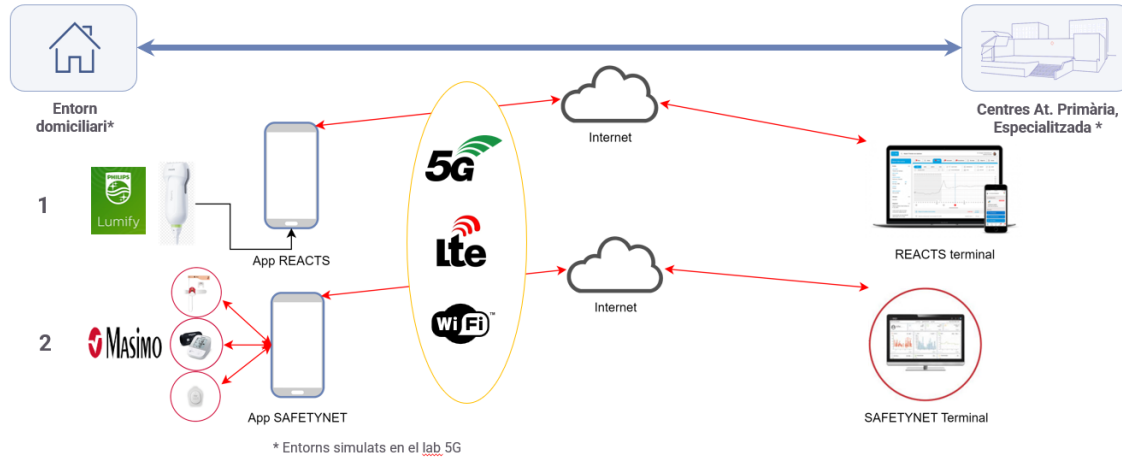 Entorn
domiciliari*
Centres At. Primària,
Especialitzada *
Internet
5G
1
PHILIPS
Lumify
App REACTS
REACTS terminal
Lte
Internet
2
Masimo
WiFi™
App SAFETYNET
SAFETYNET Terminal
* Entorns simulats en el lab 5G